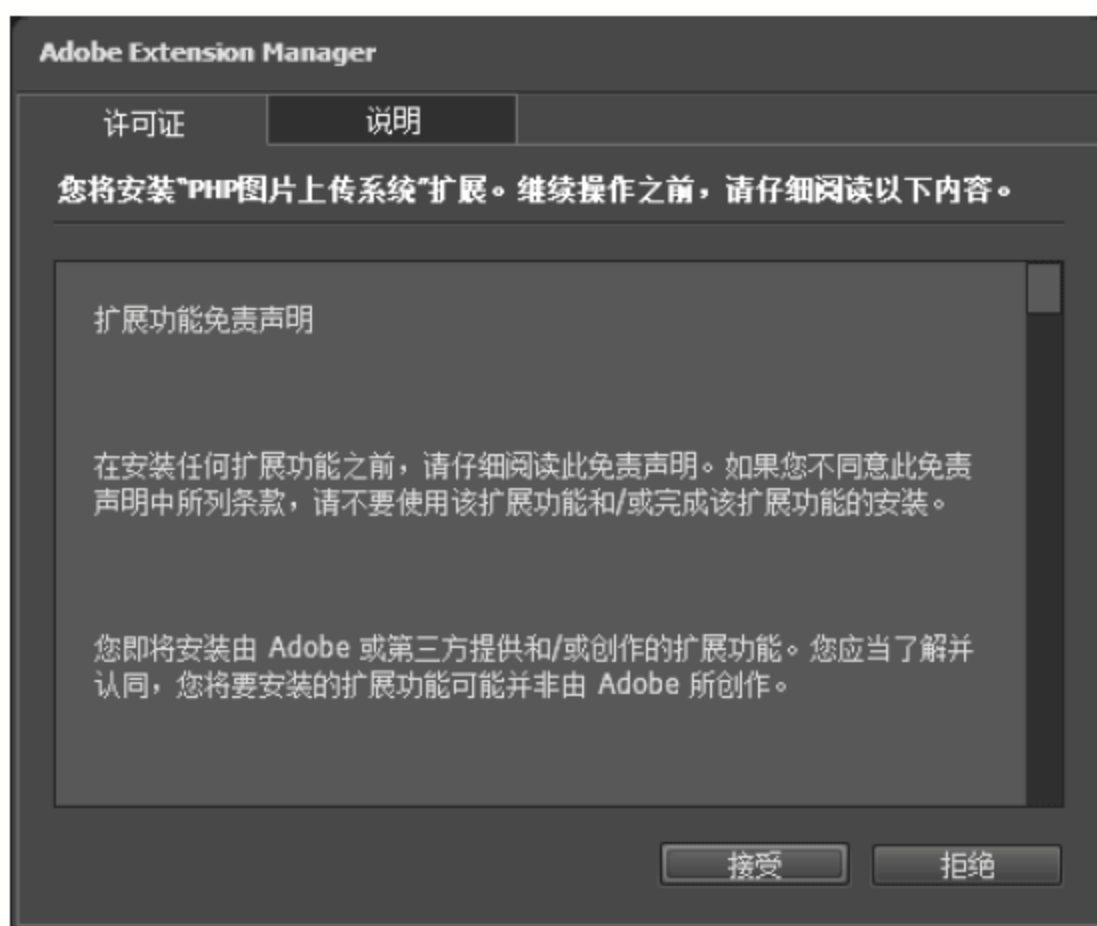 Adobe Extension Manager
许可证 说明
您将安装"PHP图片上传系统"扩展。继续操作之前，请仔细阅读以下内容。
扩展功能免责声明
在安装任何扩展功能之前，请仔细阅读此免责声明。如果您不同意此免责
声明中所列条款，请不要使用该扩展功能和/或完成该扩展功能的安装。
您即将安装由 Adobe 或第三方提供和/或创作的扩展功能。您应当了解并
认同，您将要安装的扩展功能可能并非由 Adobe 所创作。
接受 拒绝